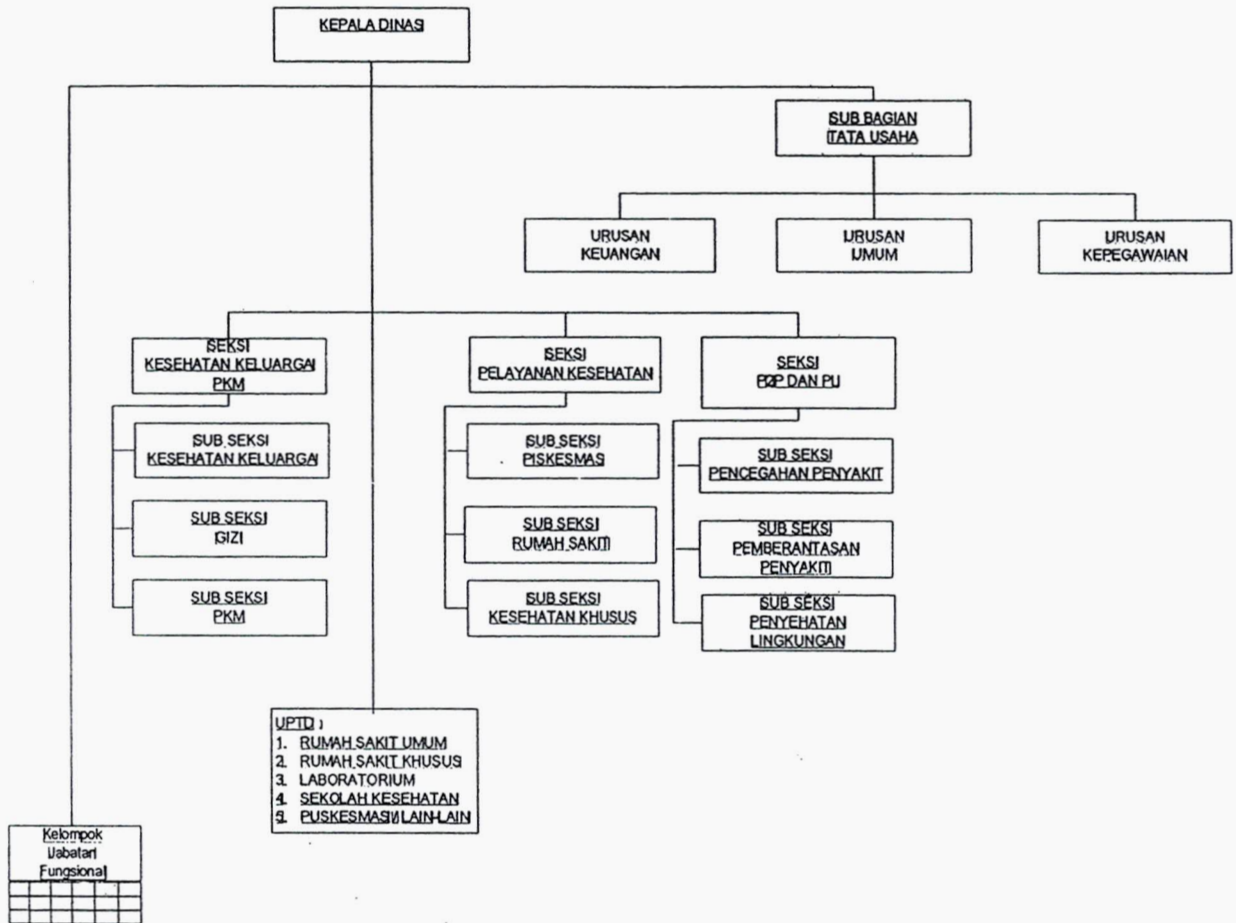 KEPALA DINAS
SUB BAGIAN
TATA USAHA
URUSAN
KEUANGAN
URUSAN
UMUM
URUSAN
KEPEGAWAIAN
SEKSI
KESEHATAN KELUARGA
PKM
SUB SEKSI
KESEHATAN KELUARGA
SUB SEKSI
GIZI
SUB SEKSI
PKM
SEKSI
PELAYANAN KESEHATAN
SUB SEKSI
PISKESMAS
SUB SEKSI
RUMAH SAKIT
SUB SEKSI
KESEHATAN KHUSUS
SEKSI
DAN
SUB SEKSI
PENCEGAHAN PENYAKIT
SUB SEKSI
PEMBERANTASAN
PENYAKIT
SUB SEKSI
PENYEHATAN
LINGKUNGAN
UPTD :
1. RUMAH SAKIT UMUM
2. RUMAH SAKIT KHUSUS
3. LABORATORIUM
4. SEKOLAH KESEHATAN
5. PUSKESMAS LAIN-LAIN
Kelompok
Jabatan
Fungsional